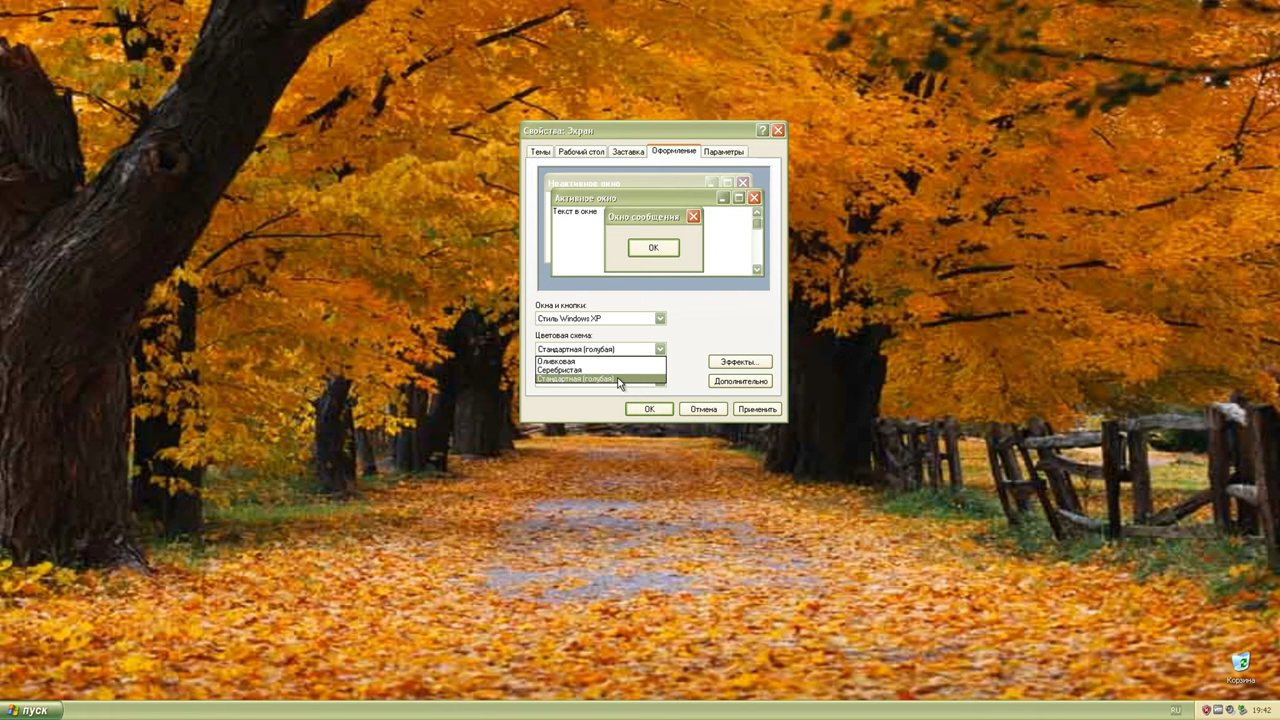 Свойства: Экран
Темы
Рабочий стол
Заставка
Оформление
Параметры
Неактивное окно
Активное окно
Текст в окне
Окно сообщения
OK
Окна и кнопки:
Стиль Windows XP
Цветовая схема:
Стандартная (голубая)
Оливковая
Серебристая
Стандартная (голубая)
Эффекты...
Дополнительно
OK
Отмена
Применить
Корзина
пуск
RU
19:42